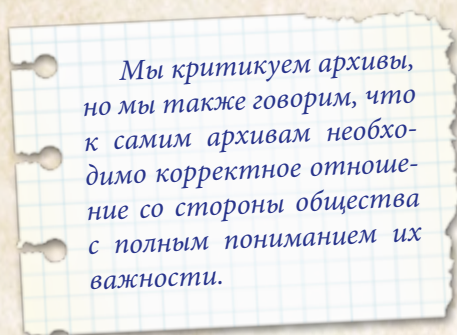 Мы критикуем архивы,
но мы также говорим, что
к самим архивам необхо-
димо корректное отноше-
ние со стороны общества
с полным пониманием их
важности.